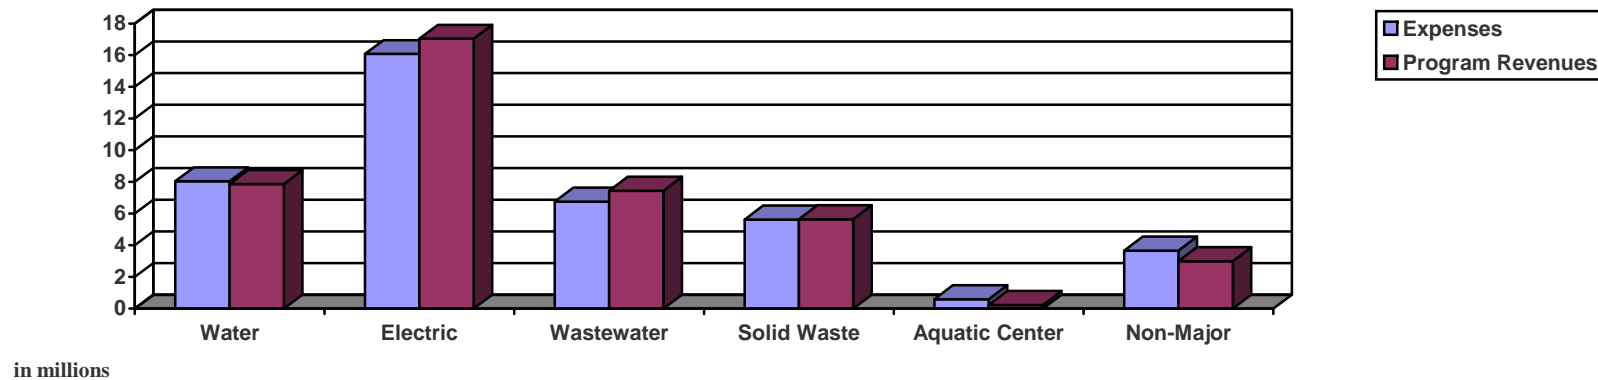 18
16
14
12
10
8
6
4
2
0
Water Electric Wastewater Solid Waste Aquatic Center Non-Major
in millions
Expenses
Program Revenues